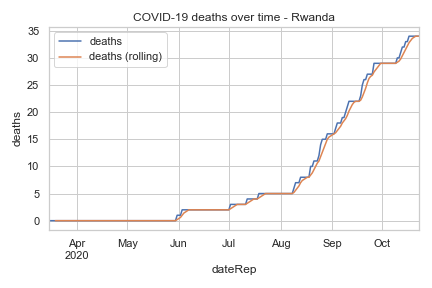 COVID-19 deaths over time - Rwanda
deaths
deaths (rolling)
35
30
25
20
15
10
5
0
deaths
Apr May Jun Jul Aug Sep Oct
2020
dateRep